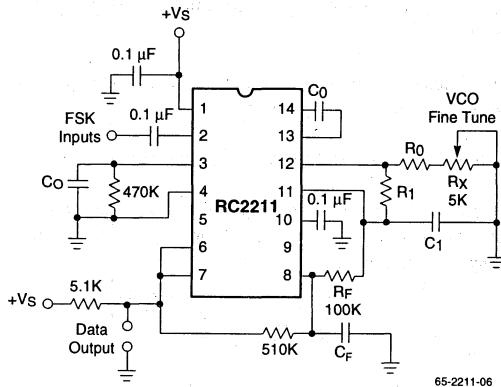 +VS
0.1 µF
0.1 µF
FSK
Inputs
CO
470K
1
2
3
4
5
6
7
RC2211
14
13
12
11
10
9
8
C0
VCO
Fine Tune
R0
RX
5K
R1
0.1 µF
C1
RF
100K
+VS
5.1K
Data
Output
510K
CF
65-2211-06